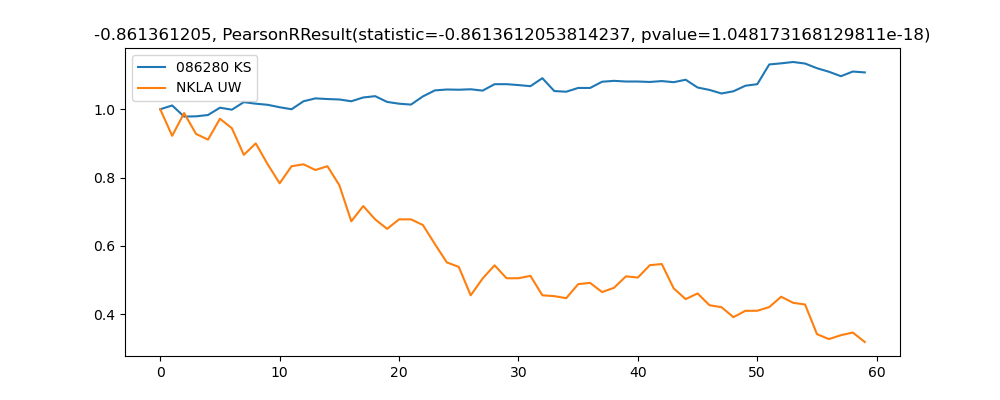 -0.861361205, PearsonRResult(statistic=-0.8613612053814237, pvalue=1.048173168129811e-18)
086280 KS
NKLA UW
1.0
0.8
0.6
0.4
0 10 20 30 40 50 60